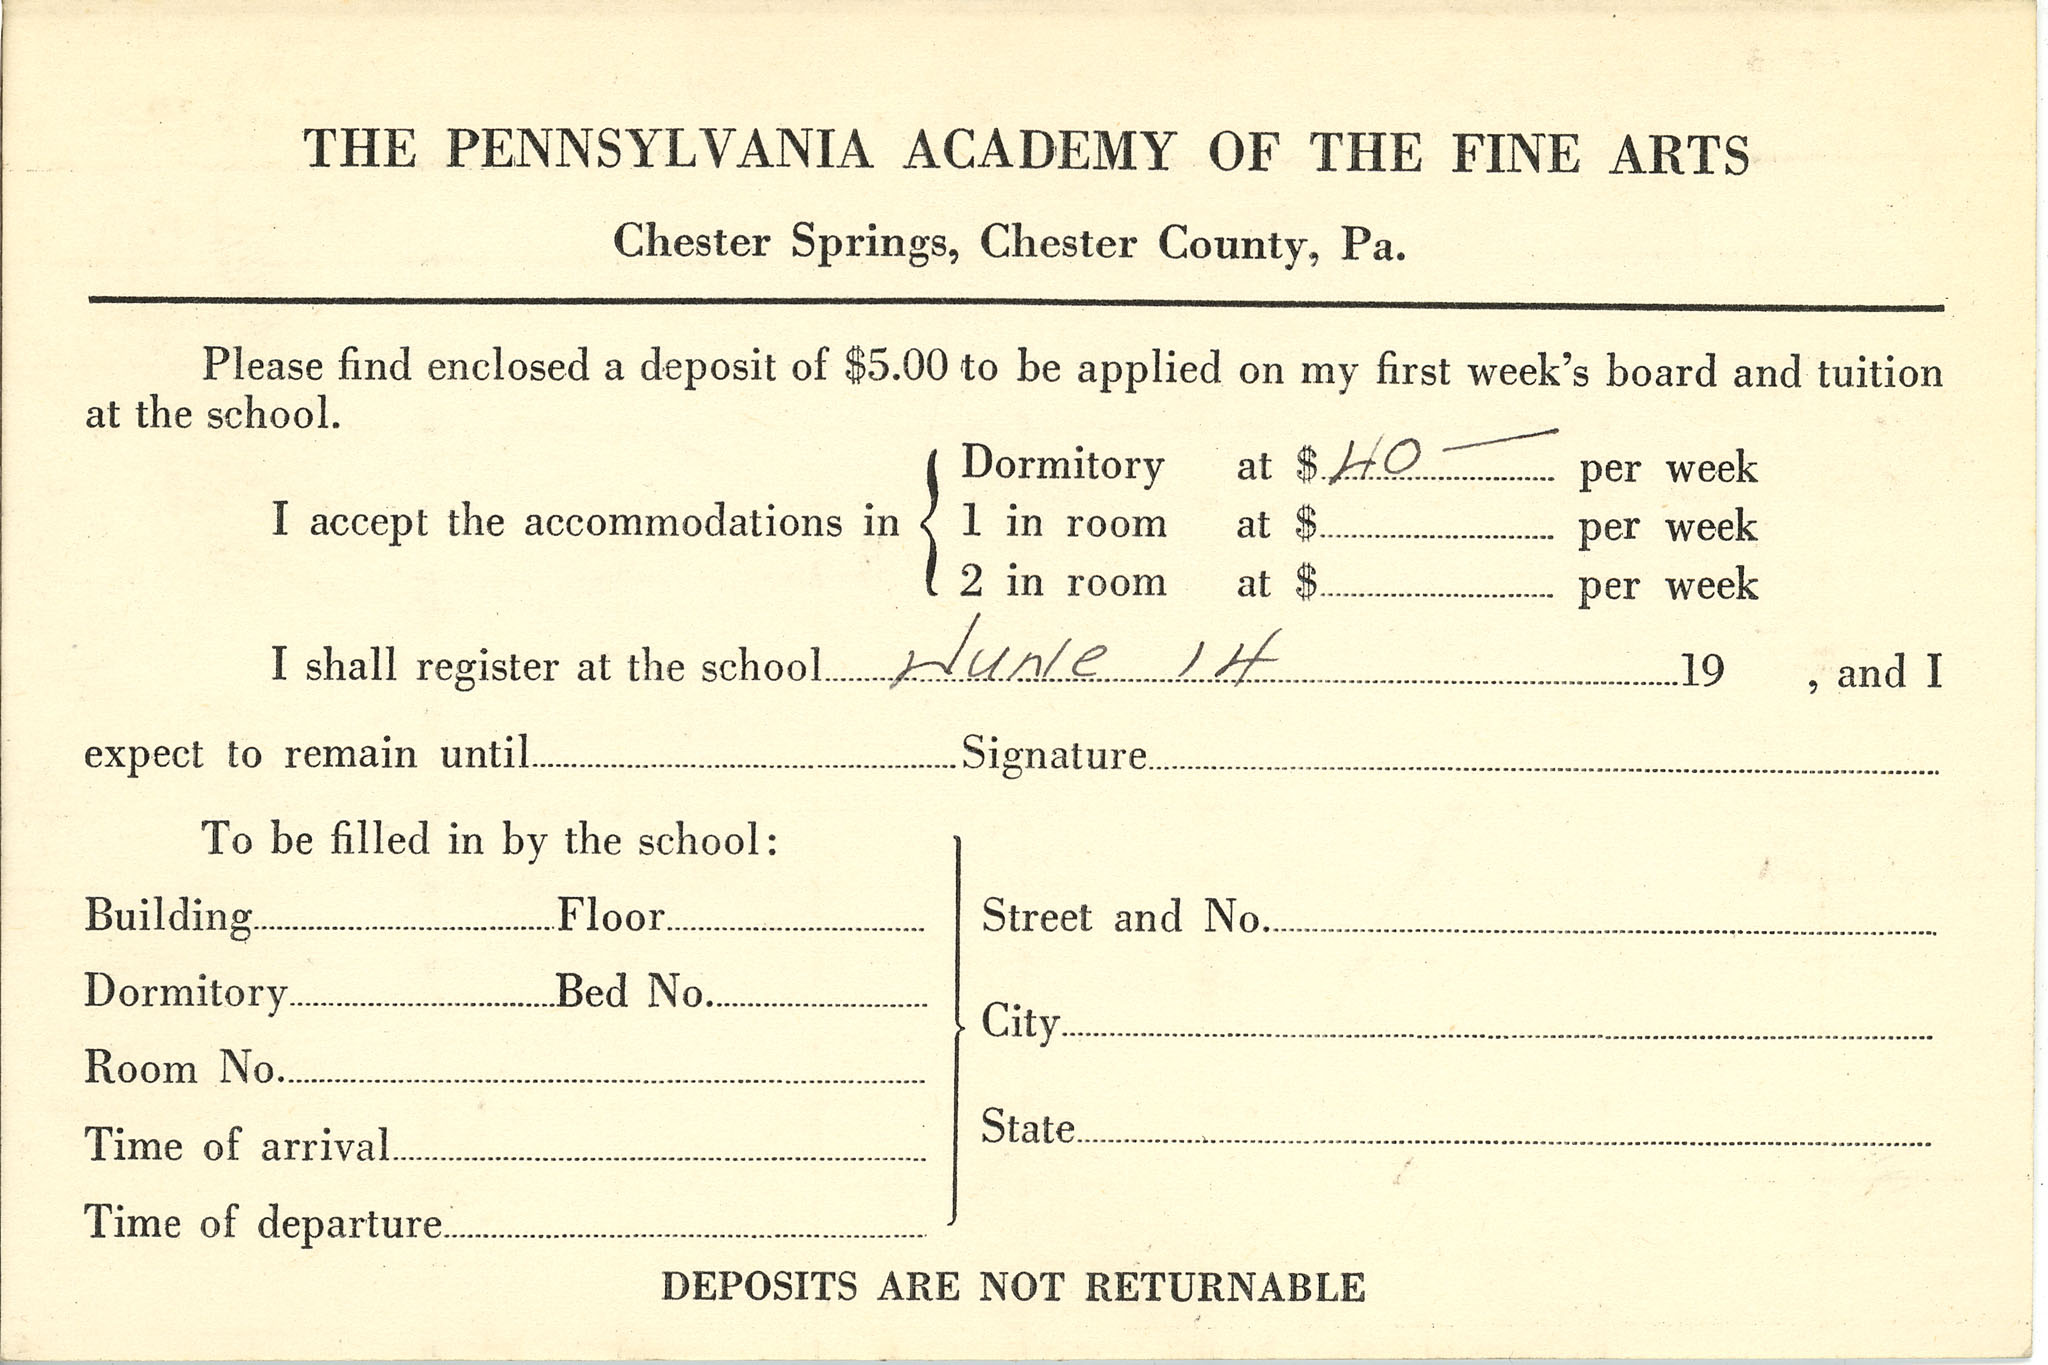 THE PENNSYLVANIA ACADEMY OF THE FINE ARTS
Chester Springs, Chester County, Pa.
Please find enclosed a deposit of $5.00 to be applied on my first week's board and tuition
at the school.
I accept the accommodations in
Dormitory at $ 40 — per week
1 in room at $ per week
2 in room at $ per week
I shall register at the school June 14 19 , and I
expect to remain until Signature
To be filled in by the school:
Building Floor
Dormitory Bed No.
Room No.
Time of arrival
Time of departure
Street and No.
City
State
DEPOSITS ARE NOT RETURNABLE